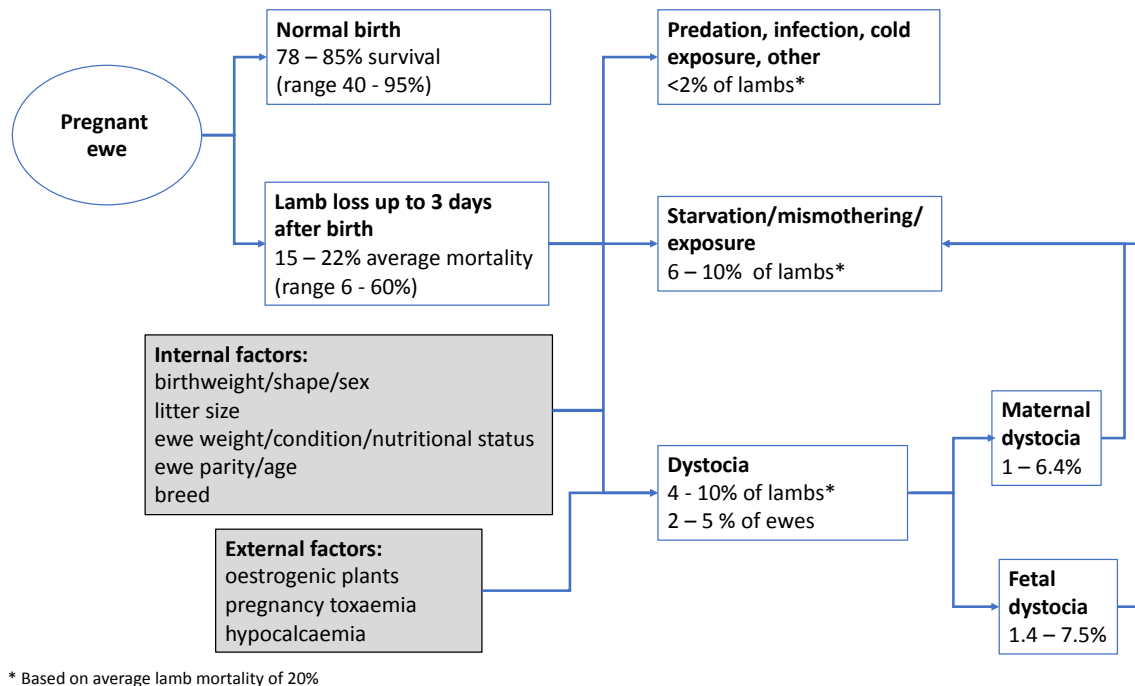 Pregnant
ewe
Normal birth
78 – 85% survival
(range 40 - 95%)
Lamb loss up to 3 days
after birth
15 – 22% average mortality
(range 6 - 60%)
Internal factors:
birthweight/shape/sex
litter size
ewe weight/condition/nutritional status
ewe parity/age
breed
External factors:
oestrogenic plants
pregnancy toxaemia
hypocalcaemia
Predation, infection, cold
exposure, other
<2% of lambs*
Starvation/mismothering/
exposure
6 – 10% of lambs*
Dystocia
4 - 10% of lambs*
2 – 5 % of ewes
Maternal
dystocia
1 – 6.4%
Fetal
dystocia
1.4 – 7.5%
* Based on average lamb mortality of 20%